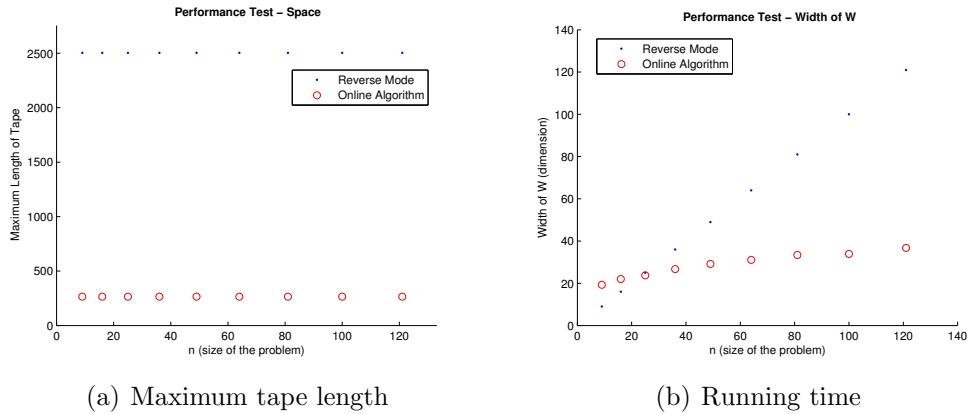 Performance Test – Space
2500
2000
1500
1000
500
0
Maximum Length of Tape
Reverse Mode
Online Algorithm
0 20 40 60 80 100 120
n (size of the problem)
(a) Maximum tape length
Performance Test – Width of W
140
120
100
80
60
40
20
0
Width of W (dimension)
Reverse Mode
Online Algorithm
0 20 40 60 80 100 120 140
n (size of the problem)
(b) Running time